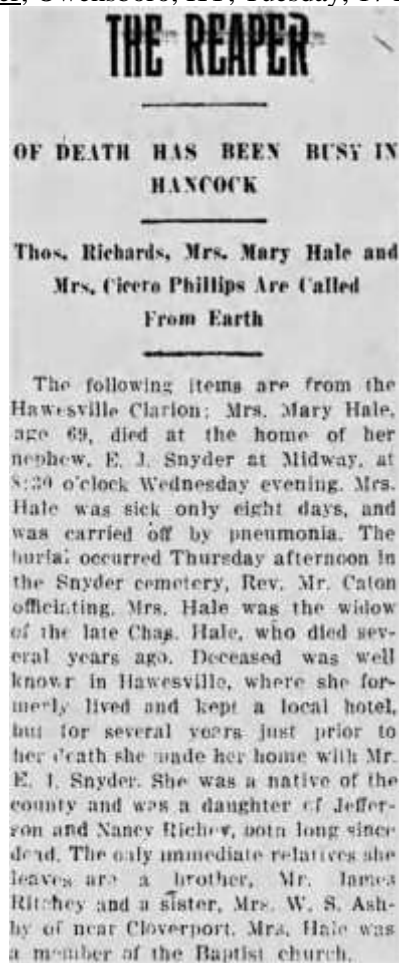 Owensboro, KY, Tuesday, 17
THE REAPER
OF DEATH HAS BEEN BUSY IN
HANCOCK
Thos. Richards, Mrs. Mary Hale and
Mrs. Cicero Phillips Are Called
From Earth
The following items are from the
Hawesville Clarion: Mrs. Mary Hale,
age 69, died at the home of her
nephew, E. J. Snyder at Midway, at
8:30 o'clock Wednesday evening. Mrs.
Hale was sick only eight days, and
was carried off by pneumonia. The
burial occurred Thursday afternoon in
the Snyder cemetery, Rev. Mr. Caton
officiating. Mrs. Hale was the widow
of the late Chas. Hale, who died sev-
eral years ago. Deceased was well
known in Hawesville, where she for-
merly lived and kept a local hotel,
but for several years just prior to
her death she made her home with Mr.
E. J. Snyder. She was a native of the
county and was a daughter of Jeffer-
son and Nancy Richey, both long since
dead. The only immediate relatives she
leaves are a brother, Mr. James
Ritchey and a sister, Mrs. W. S. Ash-
by of near Cloverport. Mrs. Hale was
a member of the Baptist church.